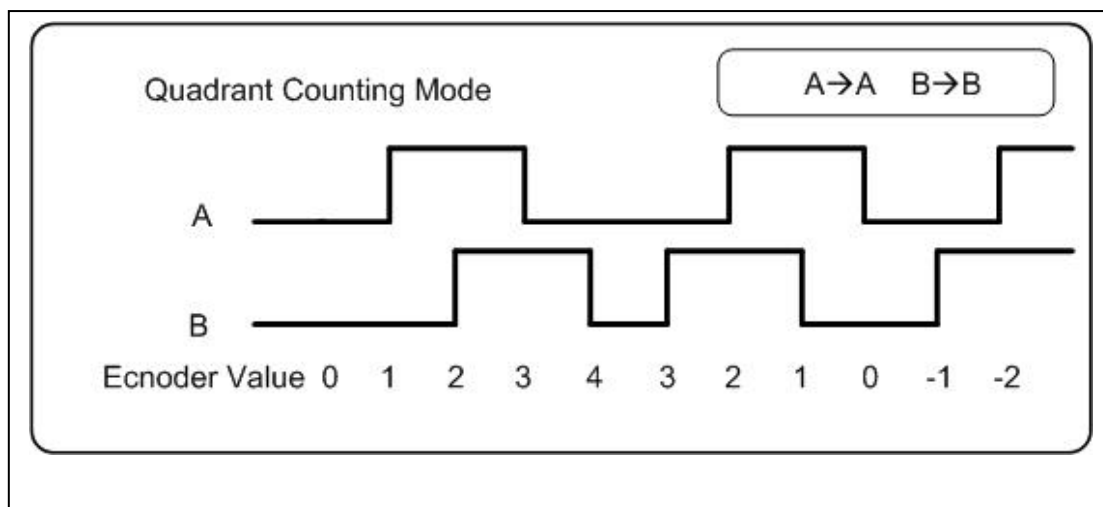 Quadrant Counting Mode
A→A B→B
A
B
Ecnoder Value 0 1 2 3 4 3 2 1 0 -1 -2